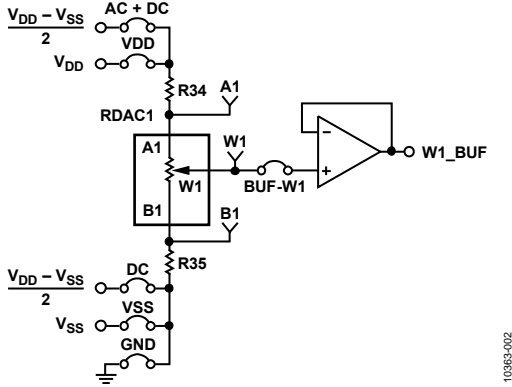 V_DD – V_SS
2
AC + DC
VDD
V_DD
R34
A1
RDAC1
A1
W1
B1
W1
BUF-W1
–
+
W1_BUF
B1
R35
V_DD – V_SS
2
DC
VSS
V_SS
GND
10363-002